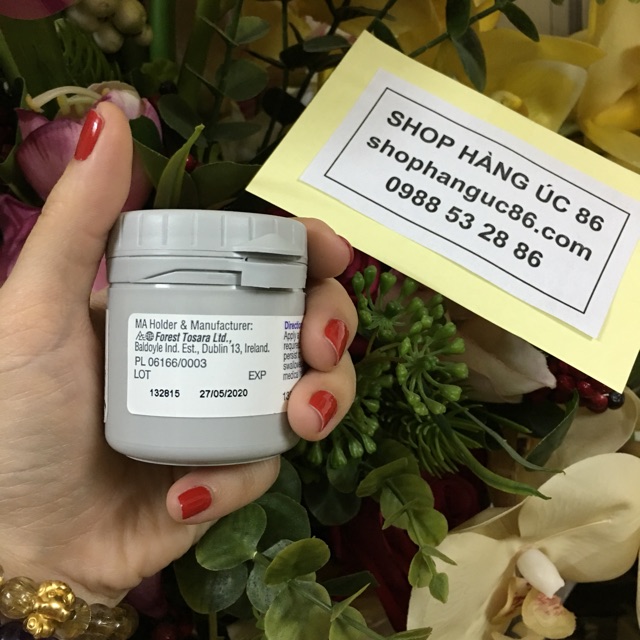 SHOP HÀNG ÚC 86
shophanguc86.com
0988 53 28 86
MA Holder & Manufacturer:
Forest Tosara Ltd.,
Baldoyle Ind. Est., Dublin 13, Ireland.
PL 06166/0003
LOT EXP
132815 27/05/2020